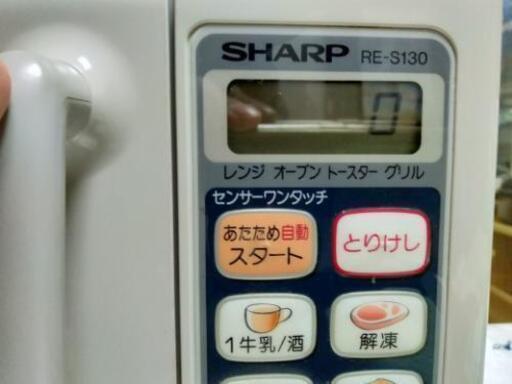 SHARP RE-S130
0
レンジ オーブン トースター グリル
センサーワンタッチ
あたため自動
スタート
とりけし
1牛乳/酒
解凍